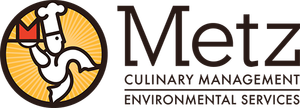 Metz
CULINARY MANAGEMENT
ENVIRONMENTAL SERVICES